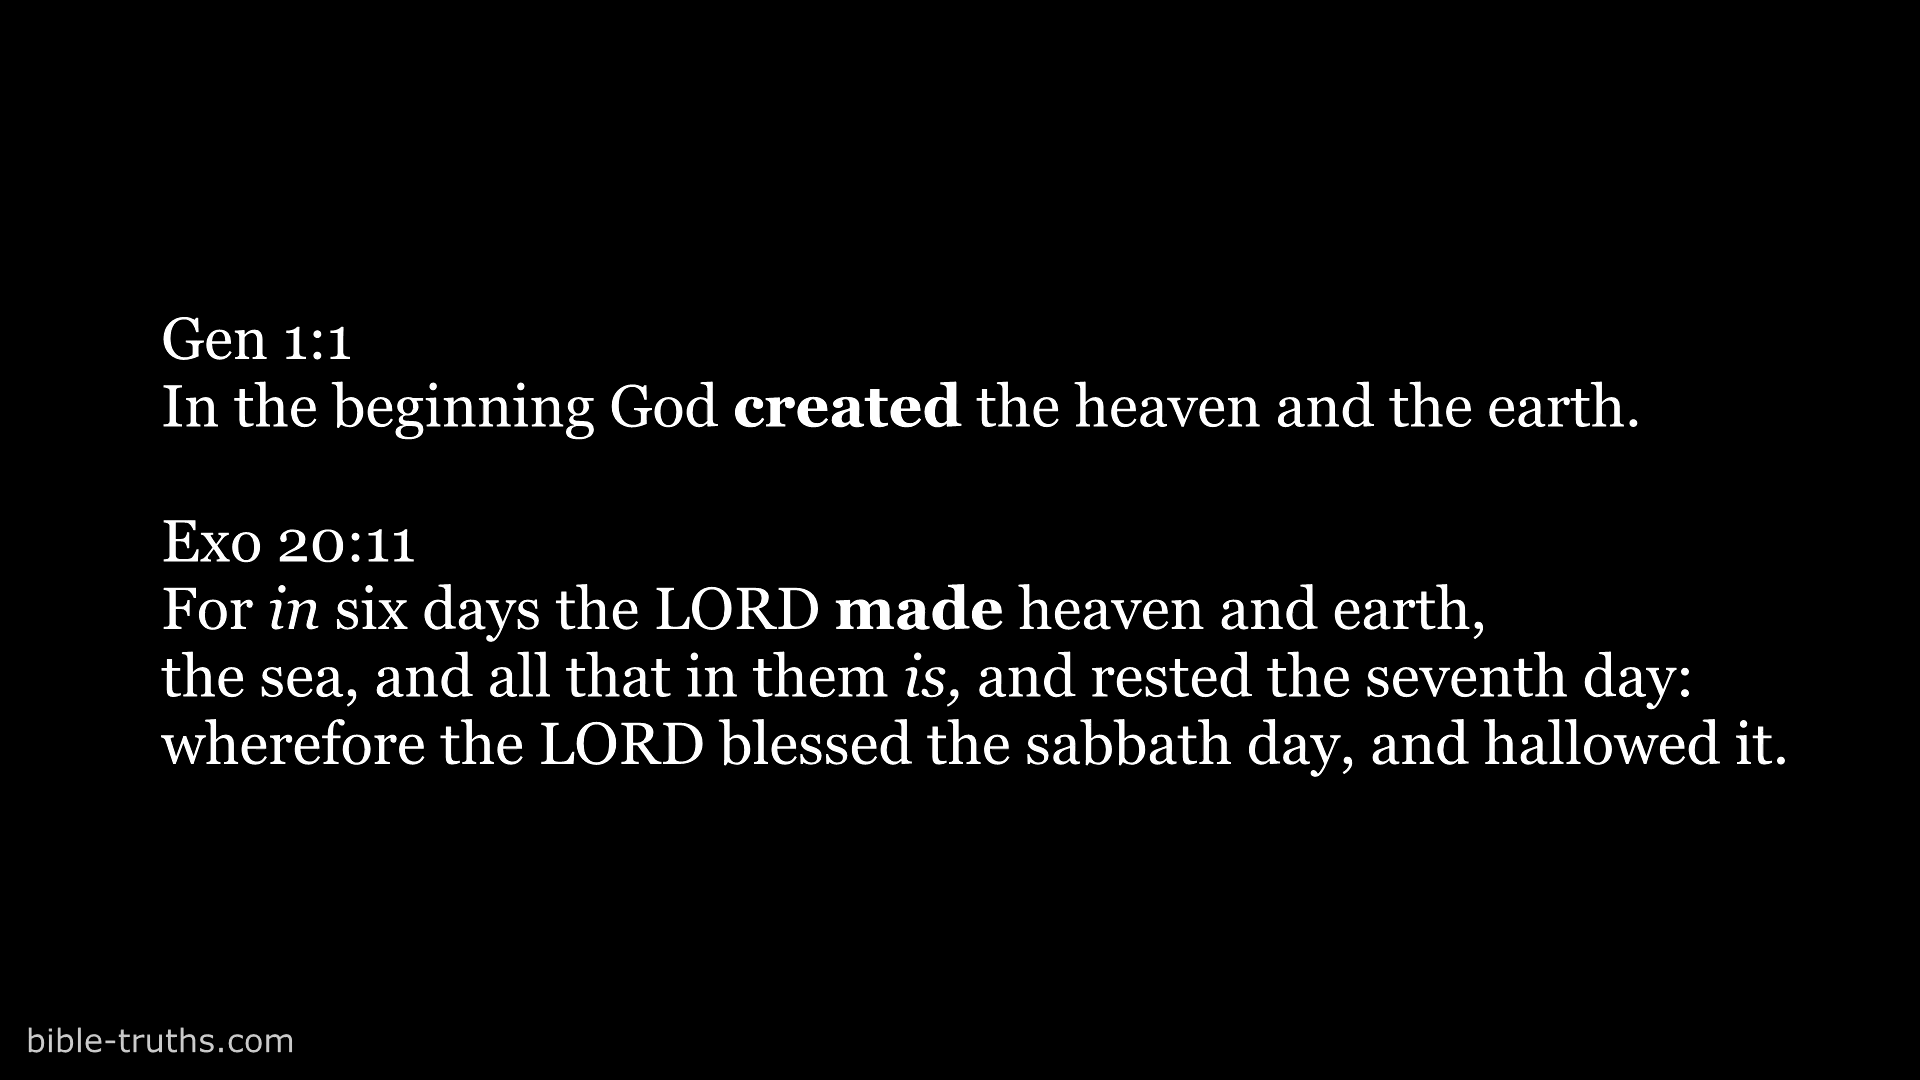 Gen 1:1
In the beginning God created the heaven and the earth.
Exo 20:11
For in six days the LORD made heaven and earth,
the sea, and all that in them is, and rested the seventh day:
wherefore the LORD blessed the sabbath day, and hallowed it.
bible-truths.com